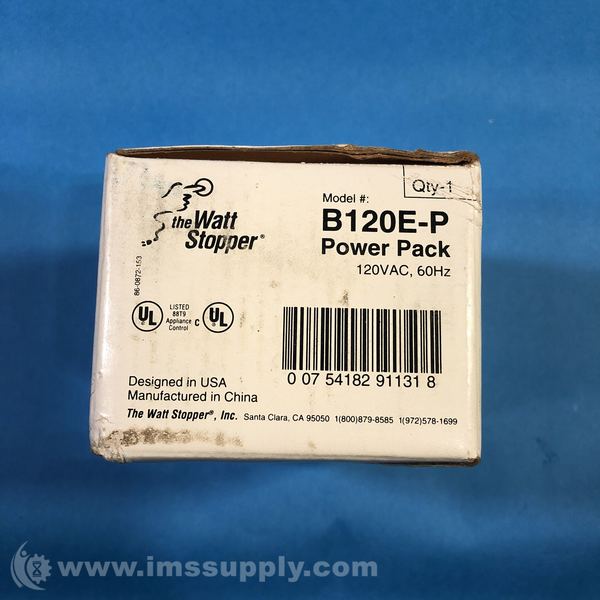 Qty-1
Model #:
the Watt
Stopper®
B120E-P
Power Pack
120VAC, 60Hz
86-0872-153
UL
LISTED
88T9
Appliance
Control
C
UL
0 07 54182 91131 8
Designed in USA
Manufactured in China
The Watt Stopper®, Inc. Santa Clara, CA 95050 1(800)879-8585 1(972)578-1699
www.imssupply.com